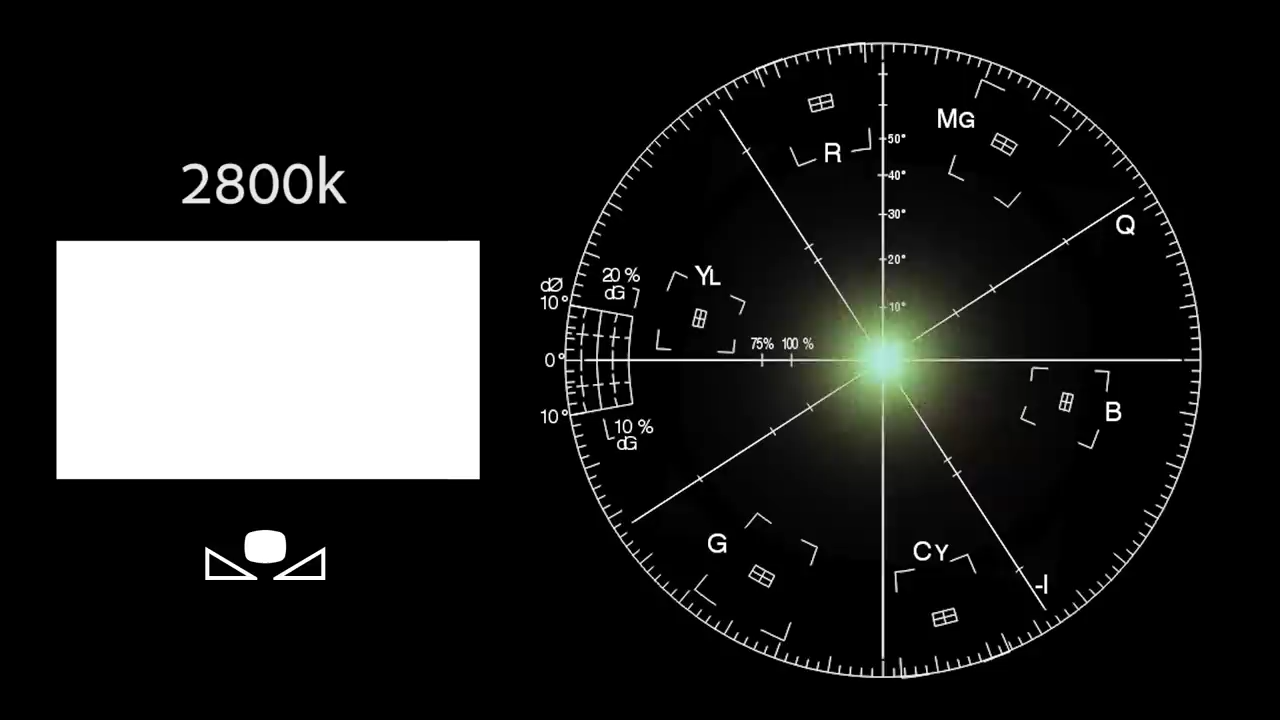 2800k
R
MG
50°
40°
30°
20°
10°
Q
YL
20 %
dG
dØ
10°
75% 100 %
0°
10°
10 %
dG
B
G
CY
-I